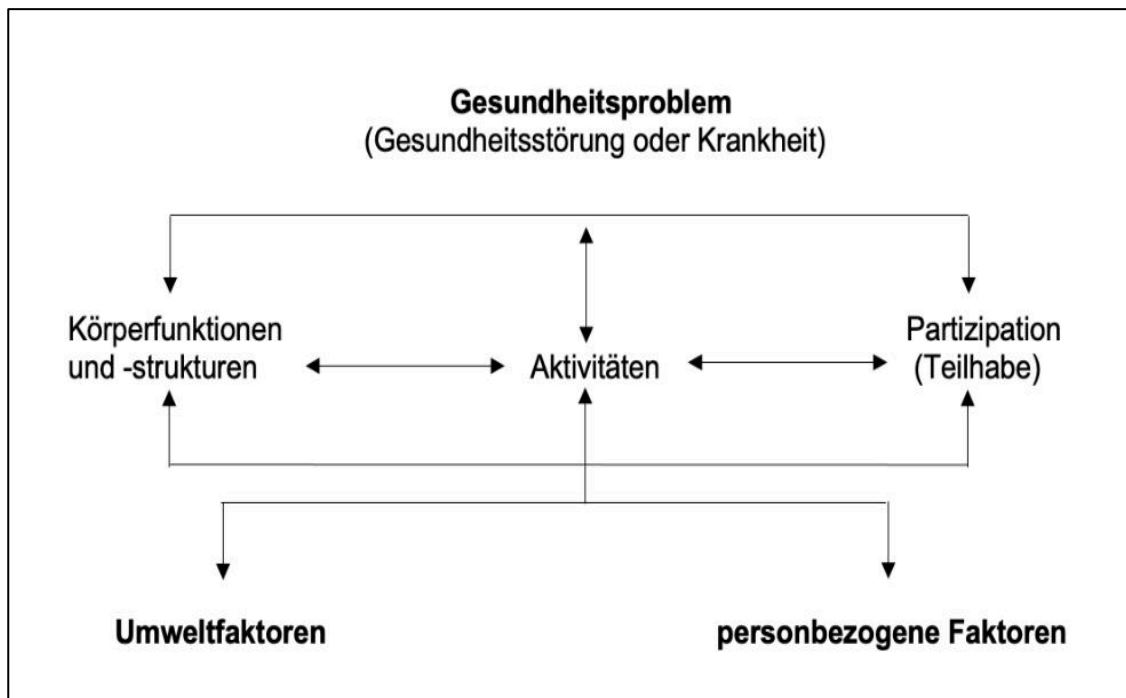 Gesundheitsproblem
(Gesundheitsstörung oder Krankheit)
Körperfunktionen
und -strukturen
Aktivitäten
Partizipation
(Teilhabe)
Umweltfaktoren
personbezogene Faktoren